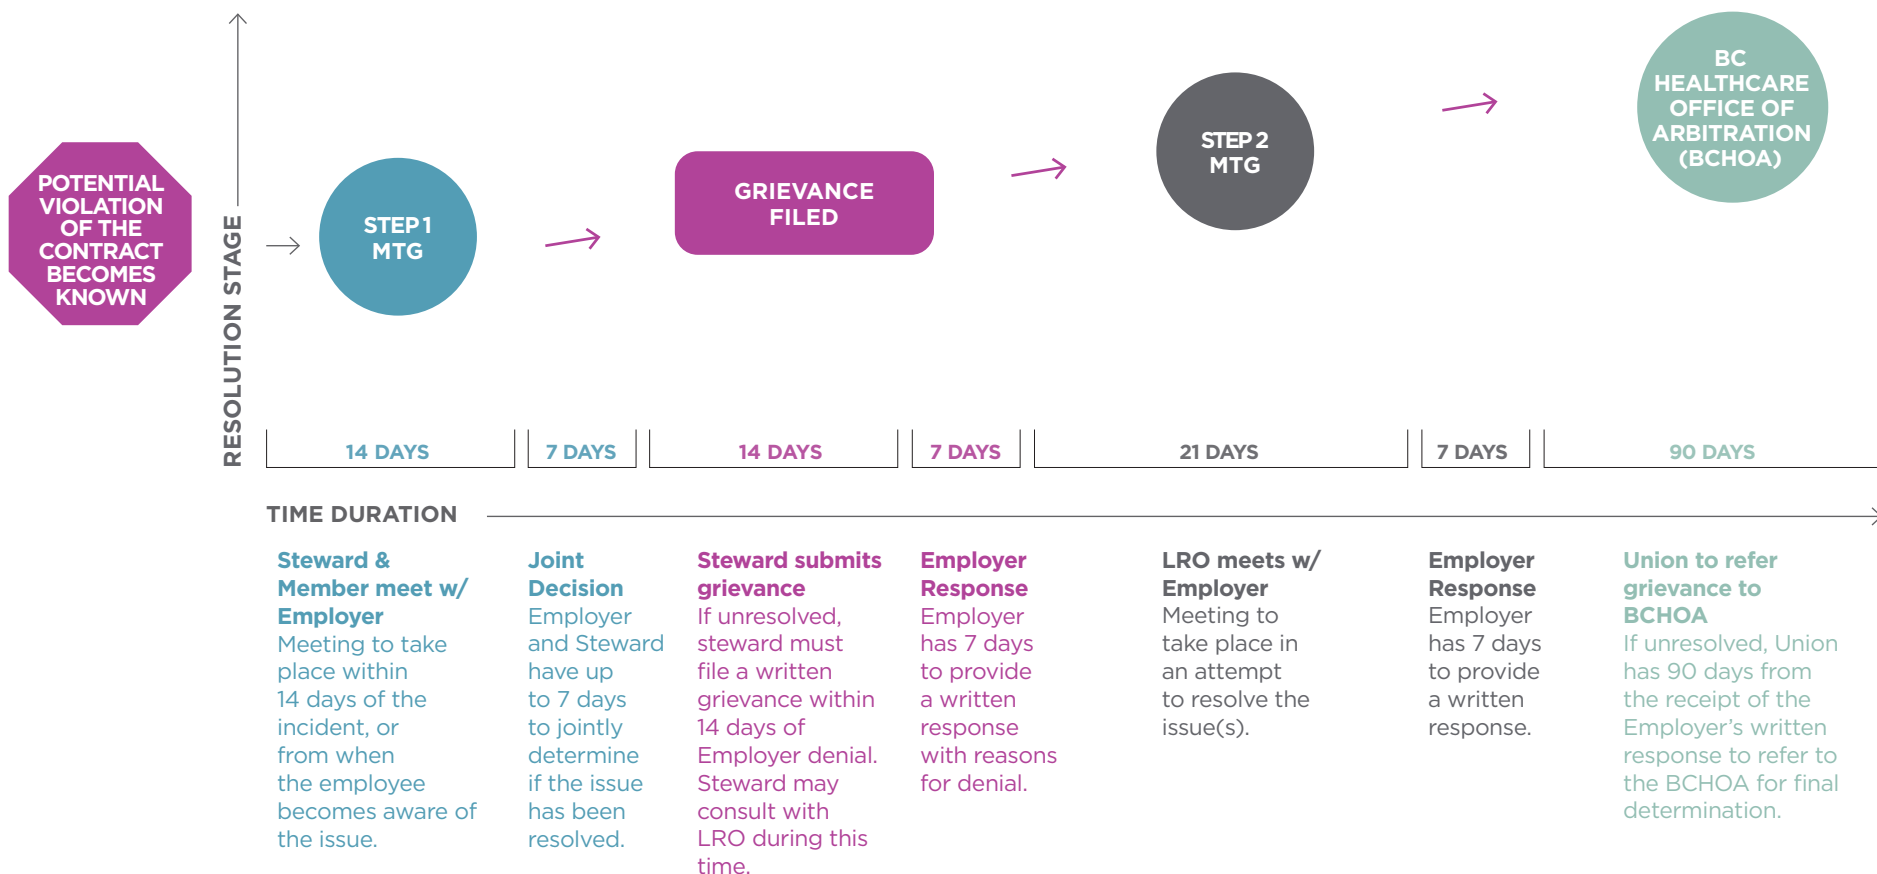 POTENTIAL
VIOLATION
OF THE
CONTRACT
BECOMES
KNOWN
RESOLUTION STAGE
STEP 1
MTG
GRIEVANCE
FILED
STEP 2
MTG
BC
HEALTHCARE
OFFICE OF
ARBITRATION
(BCHOA)
14 DAYS
7 DAYS
14 DAYS
7 DAYS
21 DAYS
7 DAYS
90 DAYS
TIME DURATION
Steward &
Member meet w/
Employer
Meeting to take
place within
14 days of the
incident, or
from when
the employee
becomes aware of
the issue.
Joint
Decision
Employer
and Steward
have up
to 7 days
to jointly
determine
if the issue
has been
resolved.
Steward submits
grievance
If unresolved,
steward must
file a written
grievance within
14 days of
Employer denial.
Steward may
consult with
LRO during this
time.
Employer
Response
Employer
has 7 days
to provide
a written
response
with reasons
for denial.
LRO meets w/
Employer
Meeting to
take place in
an attempt
to resolve the
issue(s).
Employer
Response
Employer
has 7 days
to provide
a written
response.
Union to refer
grievance to
BCHOA
If unresolved, Union
has 90 days from
the receipt of the
Employer’s written
response to refer to
the BCHOA for final
determination.